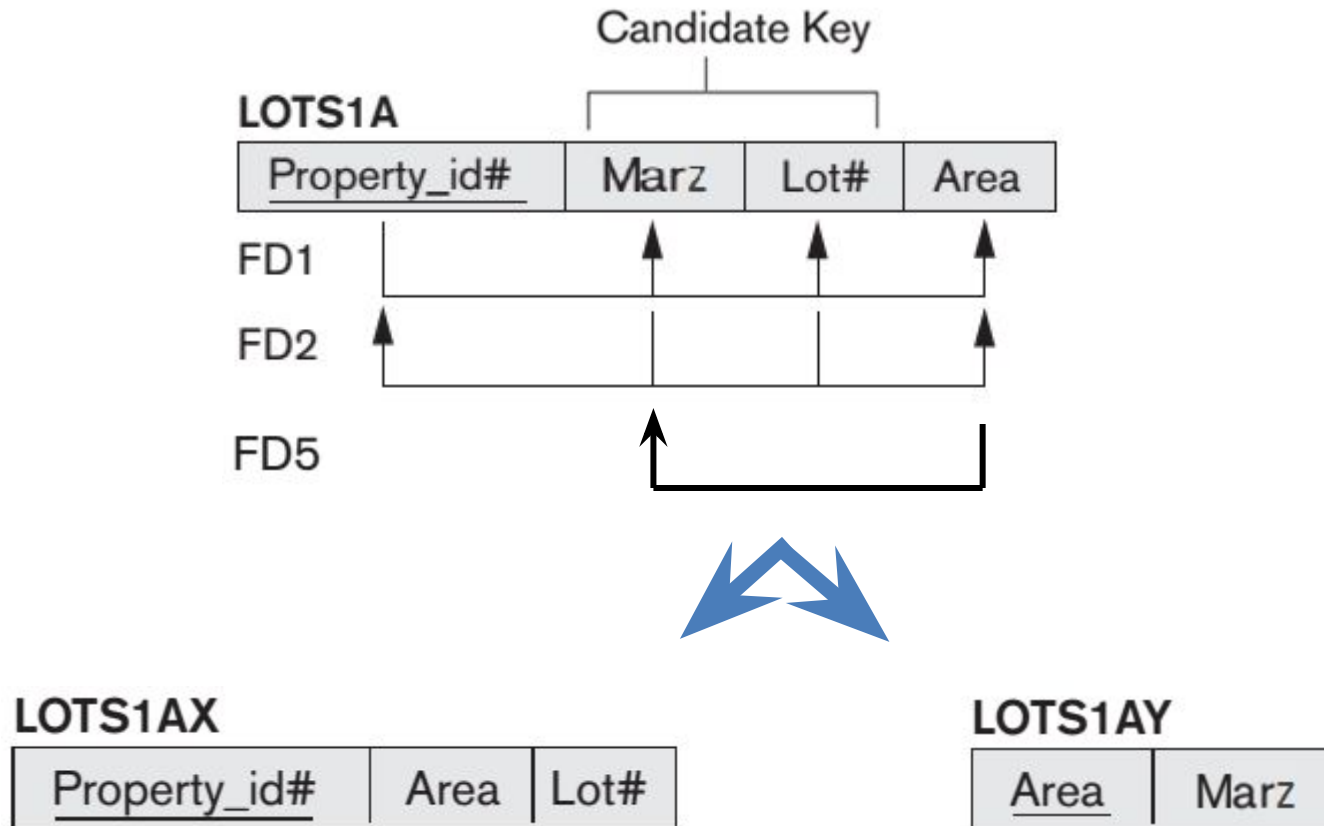 Candidate Key
LOTS1A
Property_id# Marz Lot# Area
FD1
FD2
FD5
LOTS1AX
Property_id# Area Lot#
LOTS1AY
Area Marz